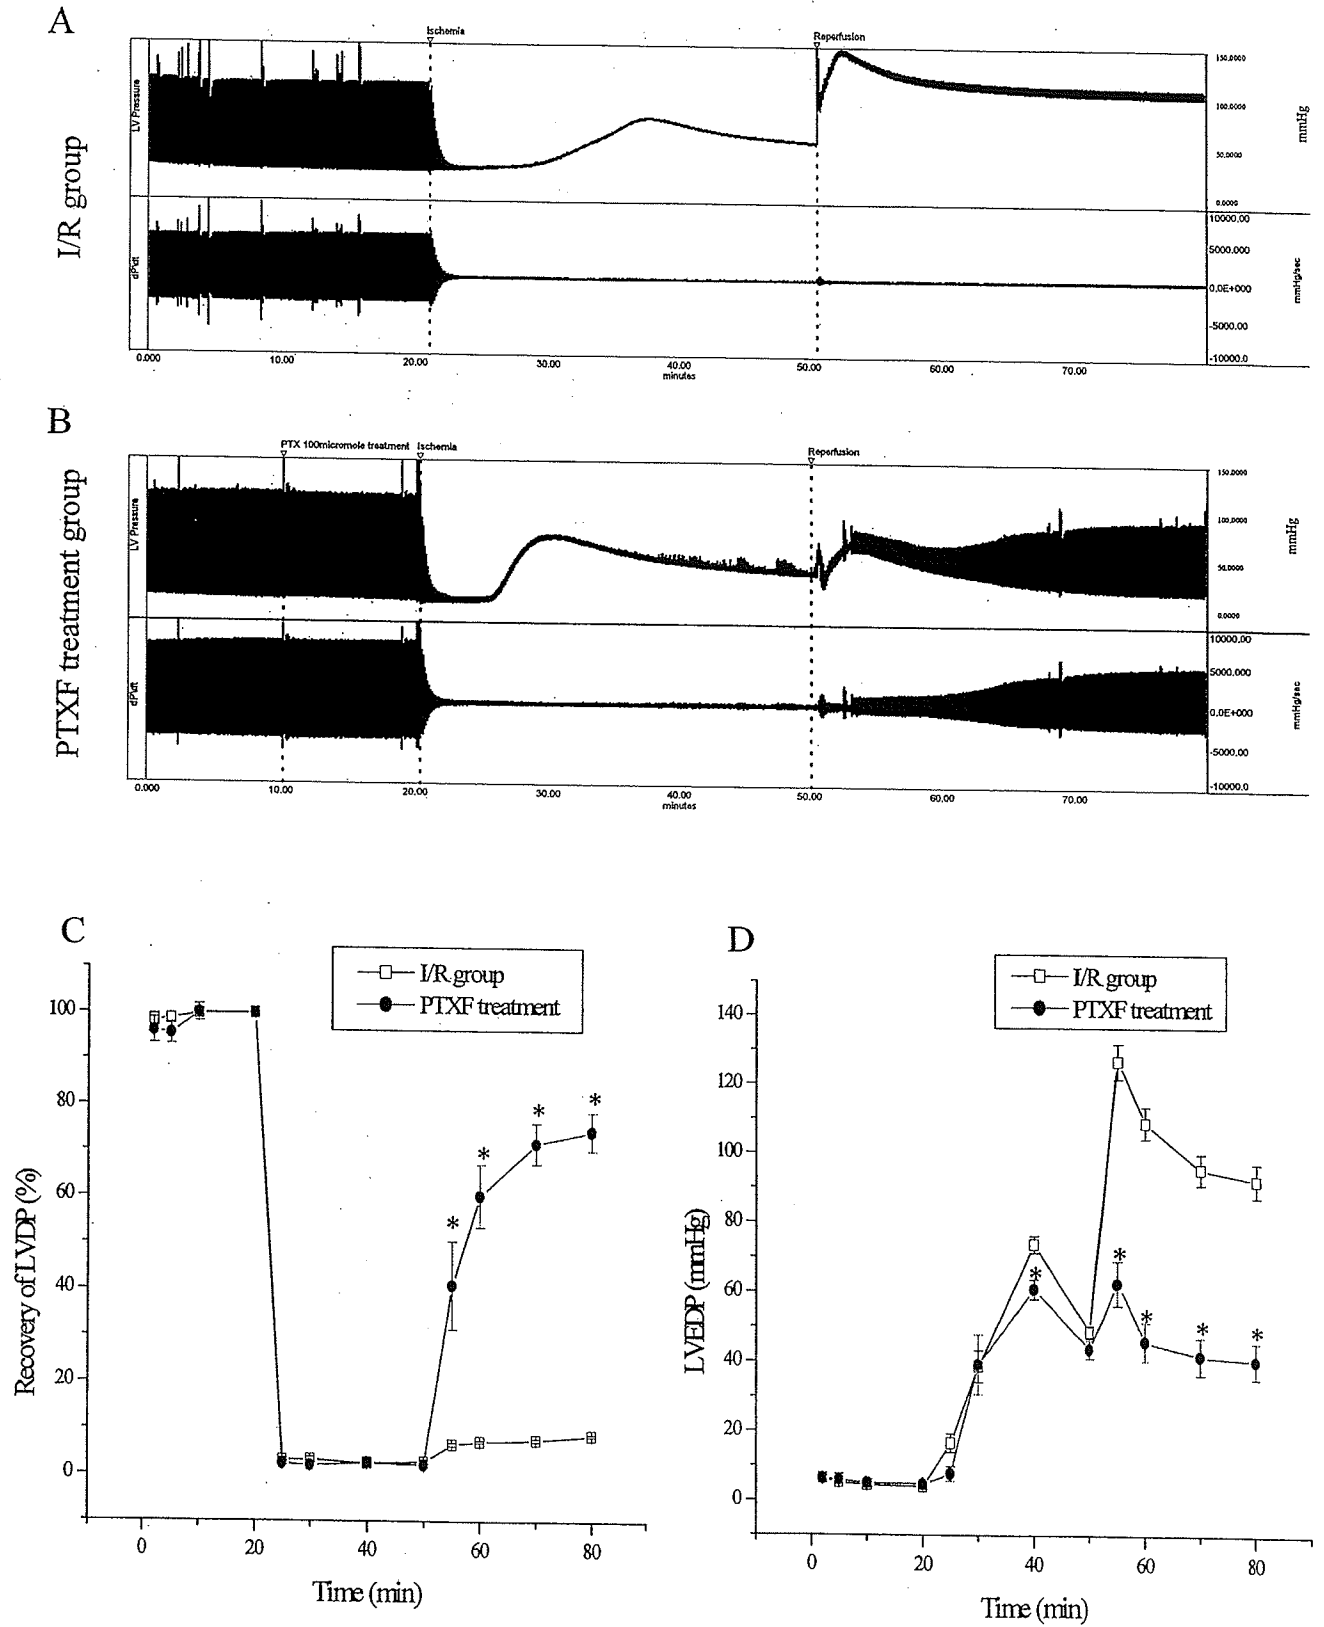 A
Ischemia
Reperfusion
I/R group
LV Pressure
dP\dt
150.0000
100.0000
50.0000
0.0000
mmHg
10000.00
5000.000
0.0E+000
-5000.00
-10000.0
mmHg/sec
0.000 10.00 20.00 30.00 40.00 50.00 60.00 70.00
minutes
B
PTX 100micromole treatment Ischemia
Reperfusion
PTXF treatment group
LV Pressure
dP\dt
150.0000
100.0000
50.0000
0.0000
mmHg
10000.00
5000.000
0.0E+000
-5000.00
-10000.0
mmHg/sec
0.000 10.00 20.00 30.00 40.00 50.00 60.00 70.00
minutes
C
I/R group
PTXF treatment
Recovery of LVDP (%)
100
80
60
40
20
0
* * * *
0 20 40 60 80
Time (min)
D
I/R group
PTXF treatment
LVEDP (mmHg)
140
120
100
80
60
40
20
0
* * * * *
0 20 40 60 80
Time (min)